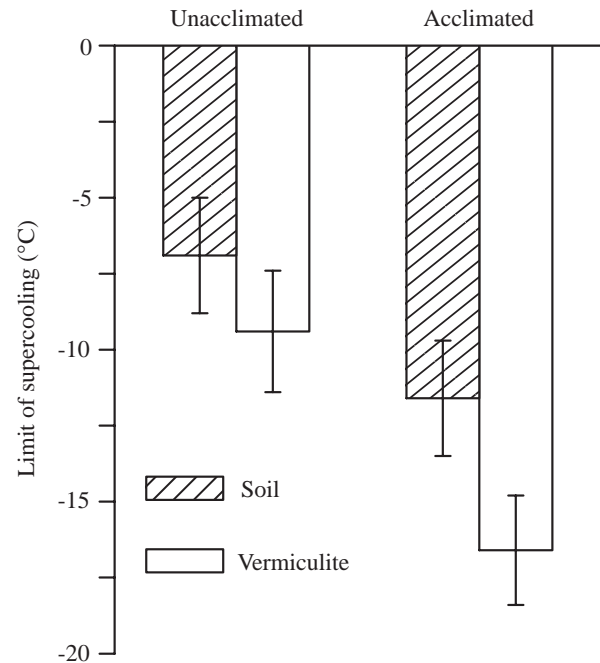 Unacclimated Acclimated
0
-5
-10
-15
-20
Limit of supercooling (°C)
Soil
Vermiculite